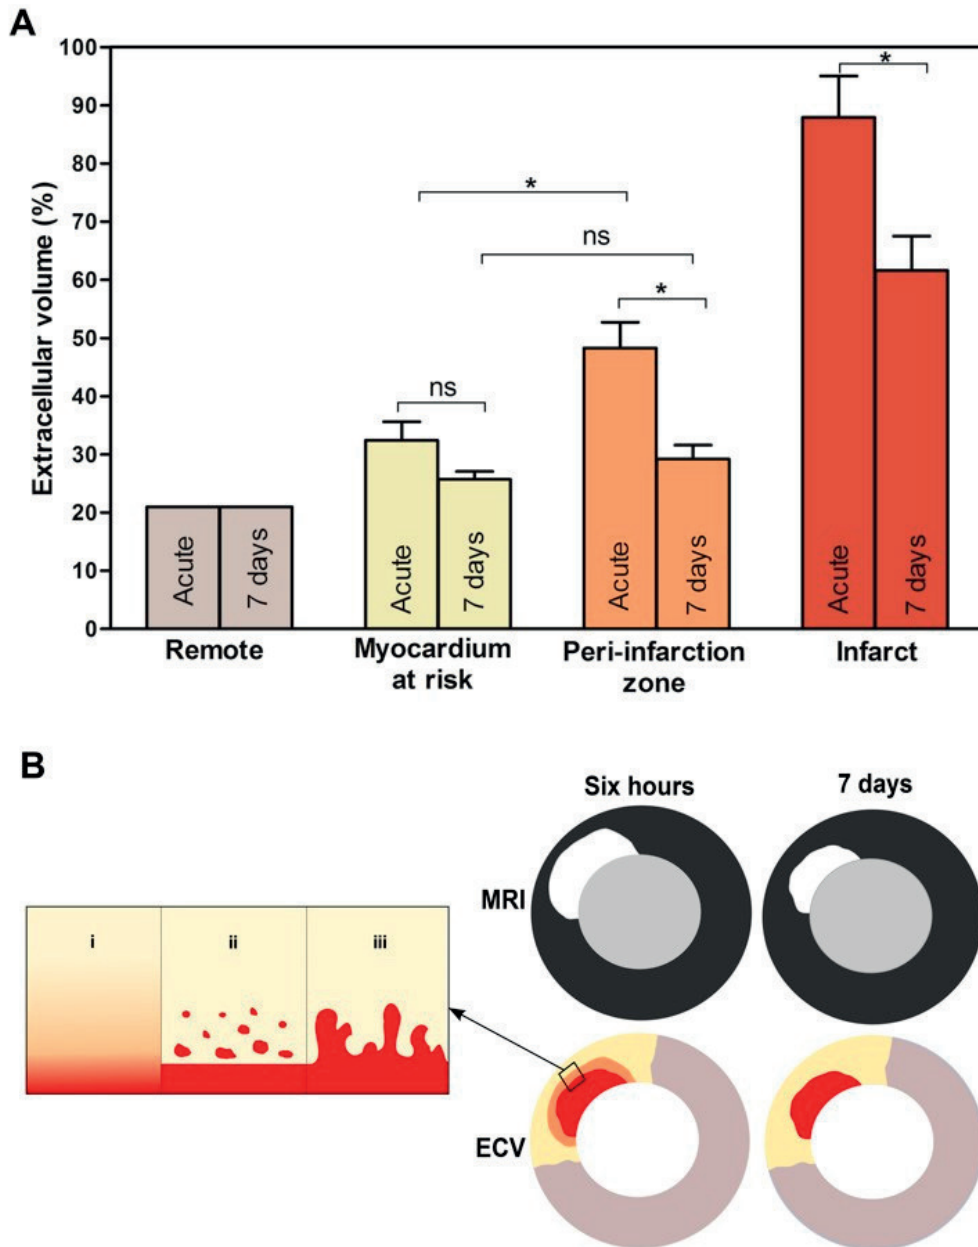 A
Extracellular volume (%)
100
90
80
70
60
50
40
30
20
10
0
*
*
ns
*
ns
Acute
7 days
Acute
7 days
Acute
7 days
Acute
7 days
Remote
Myocardium
at risk
Peri-infarction
zone
Infarct
B
Six hours
7 days
MRI
i
ii
iii
ECV